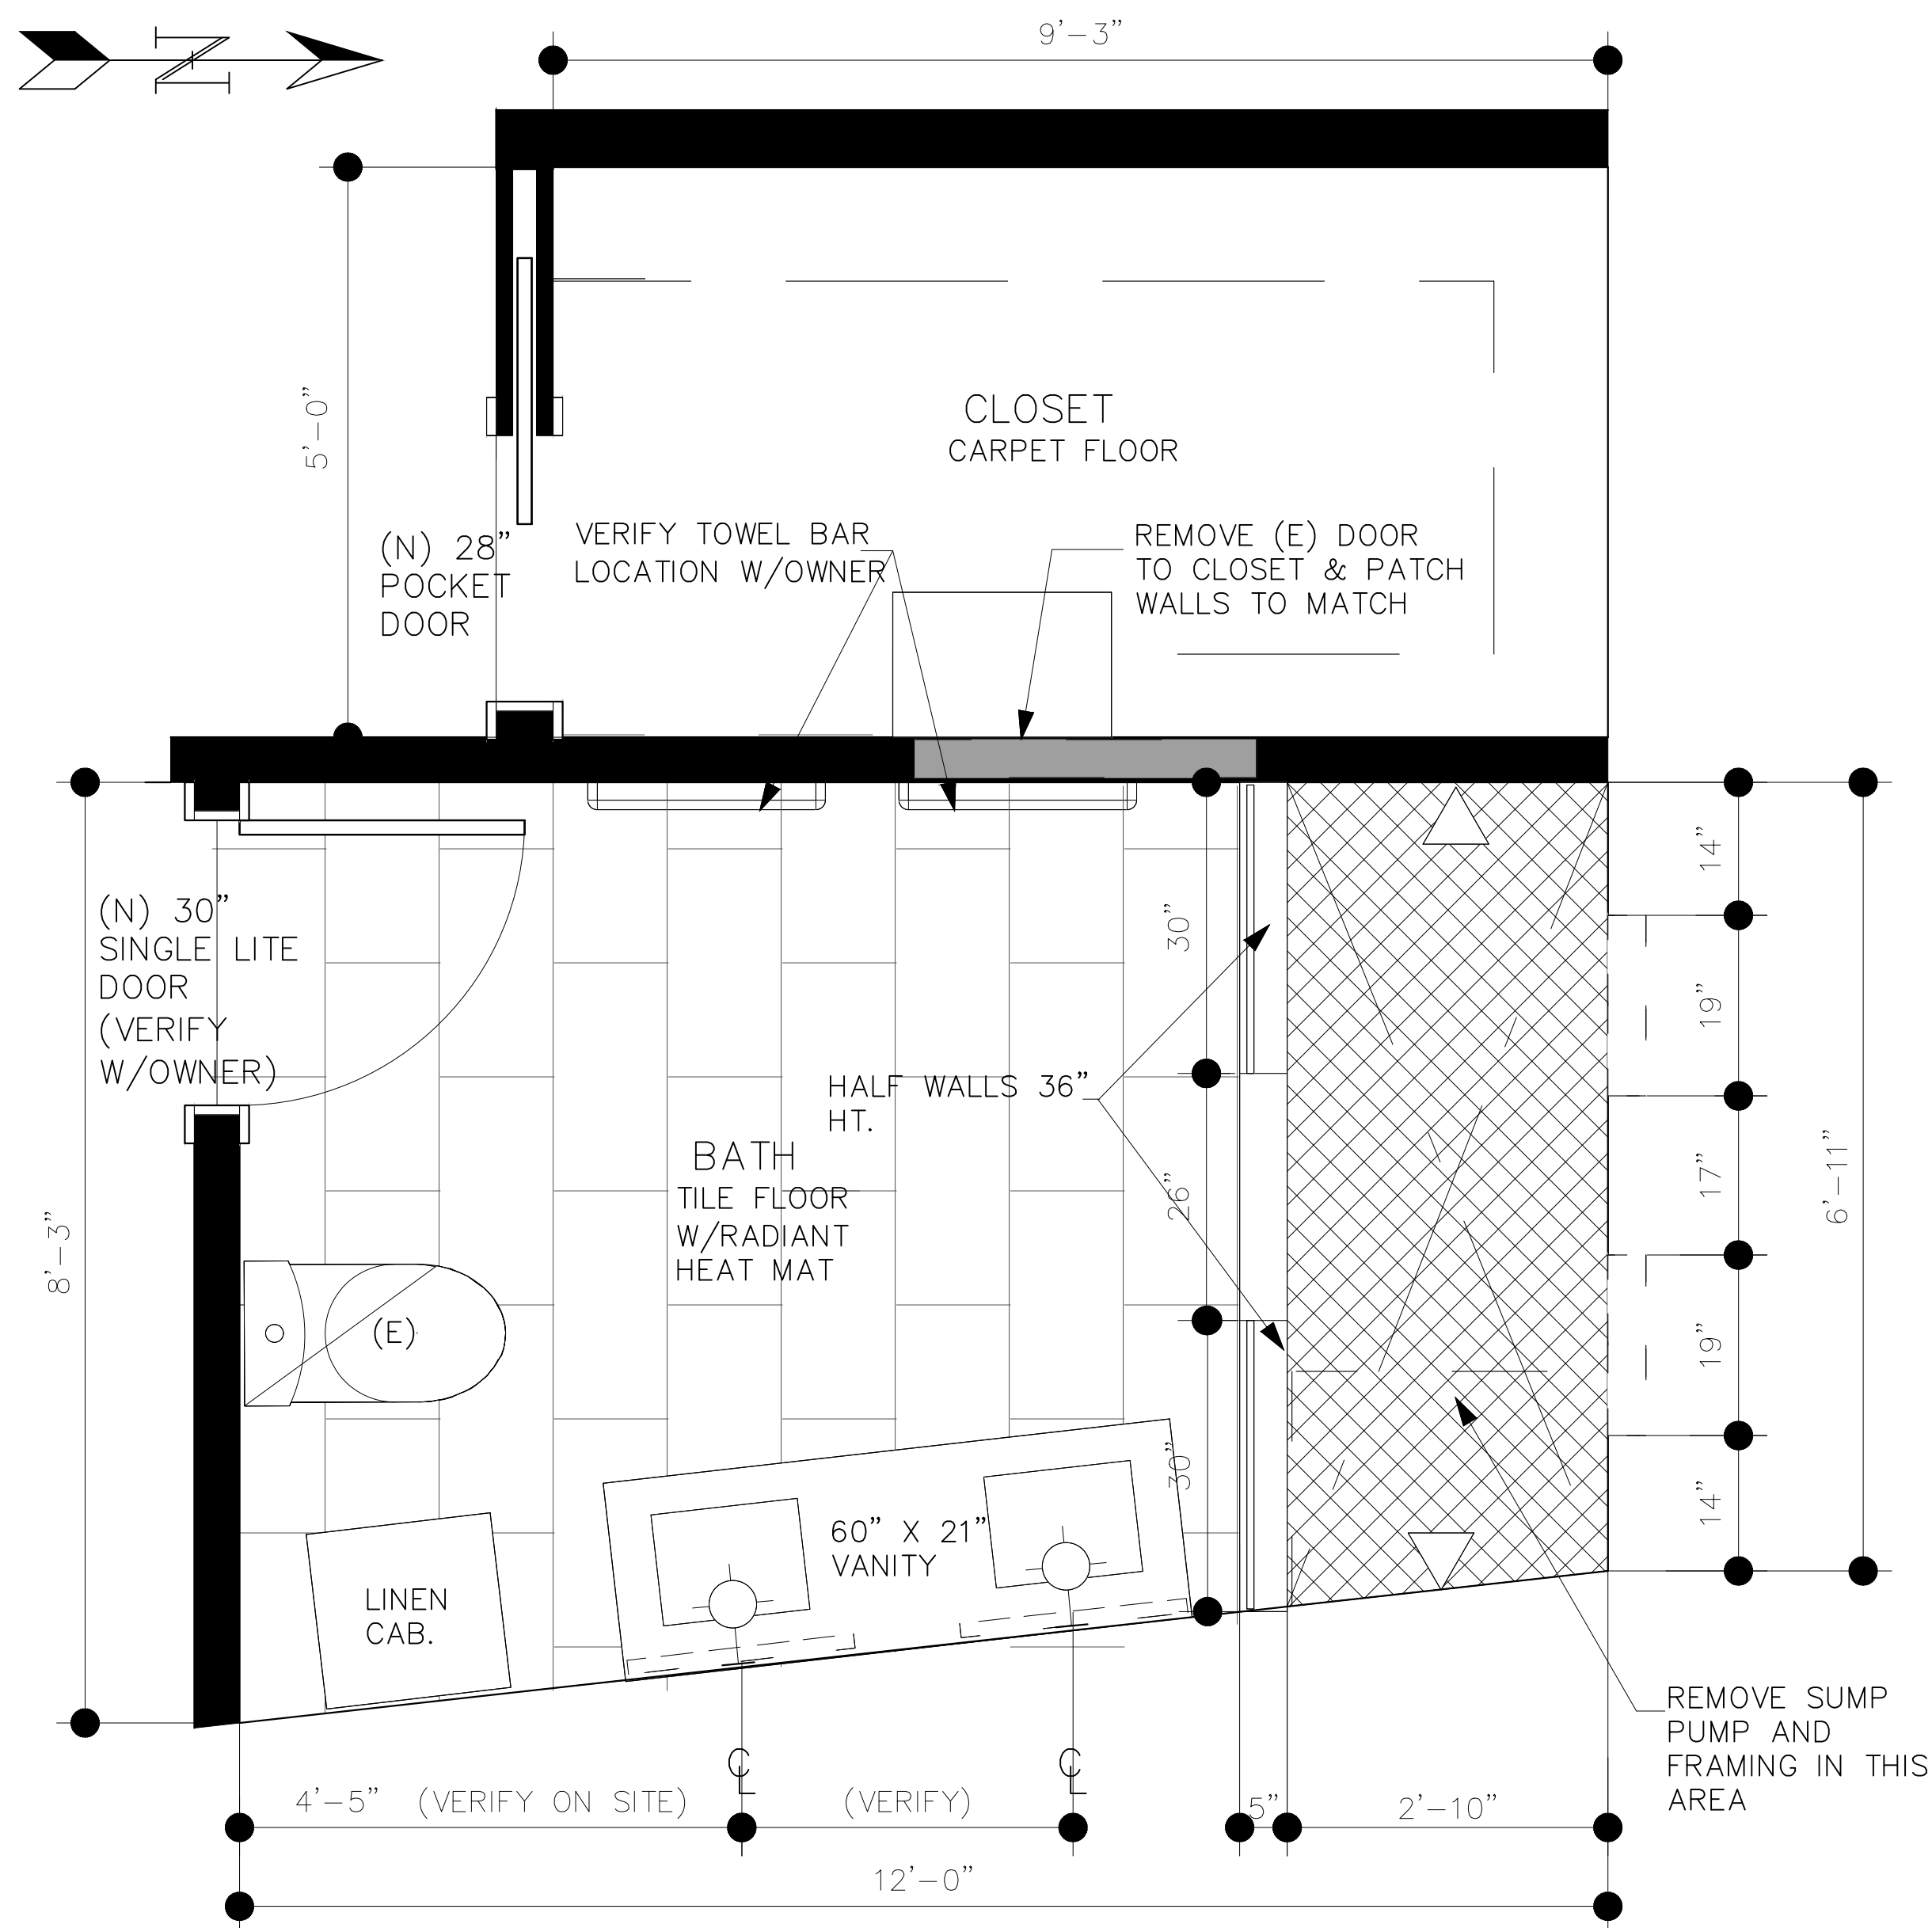 N
9'-3"
5'-0"
CLOSET
CARPET FLOOR
(N) 28"
POCKET
DOOR
VERIFY TOWEL BAR
LOCATION W/OWNER
REMOVE (E) DOOR
TO CLOSET & PATCH
WALLS TO MATCH
(N) 30"
SINGLE LITE
DOOR
(VERIFY
W/OWNER)
8'-3"
HALF WALLS 36"
HT.
BATH
TILE FLOOR
W/RADIANT
HEAT MAT
(E)
30"
26"
30"
14"
19"
17"
19"
14"
6'-11"
60" X 21"
VANITY
LINEN
CAB.
REMOVE SUMP
PUMP AND
FRAMING IN THIS
AREA
CL
CL
4'-5" (VERIFY ON SITE)
(VERIFY)
5"
2'-10"
12'-0"